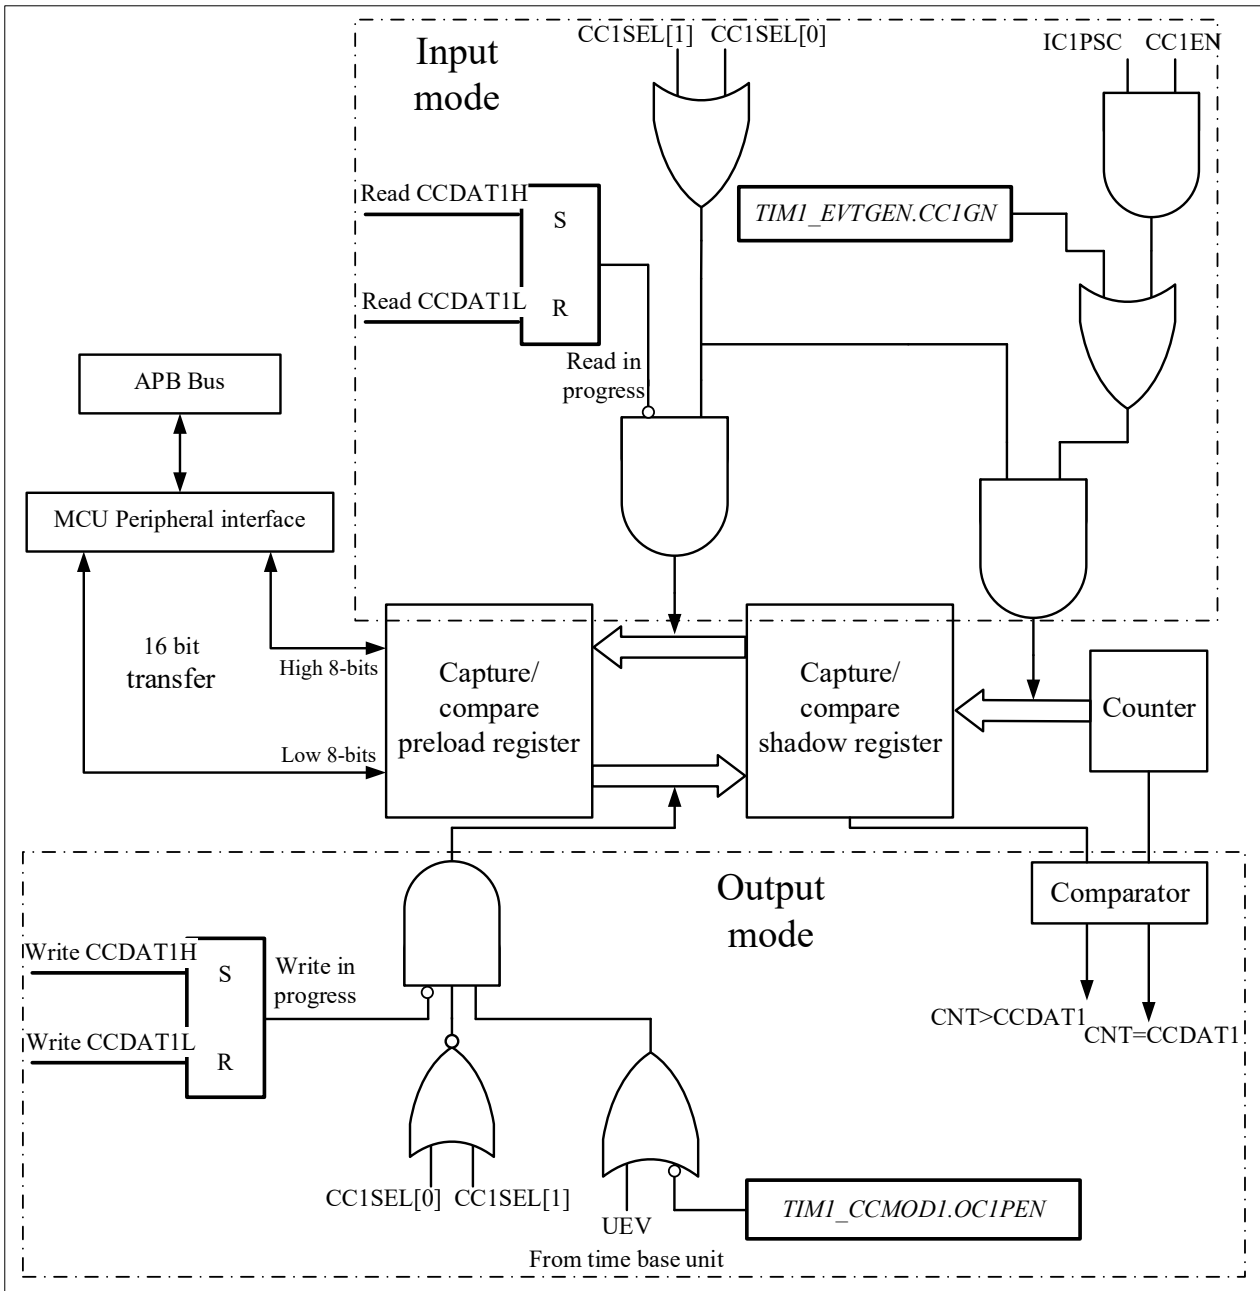 Input
mode
CC1SEL[1] CC1SEL[0]
IC1PSC CC1EN
Read CCDAT1H
S
TIM1_EVTGEN.CC1GN
Read CCDAT1L
R
Read in
progress
APB Bus
MCU Peripheral interface
16 bit
transfer
High 8-bits
Low 8-bits
Capture/
compare
preload register
Capture/
compare
shadow register
Counter
Output
mode
Comparator
Write CCDAT1H
S
Write in
progress
Write CCDAT1L
R
CNT>CCDAT1
CNT=CCDAT1
CC1SEL[0] CC1SEL[1]
UEV
TIM1_CCMOD1.OC1PEN
From time base unit